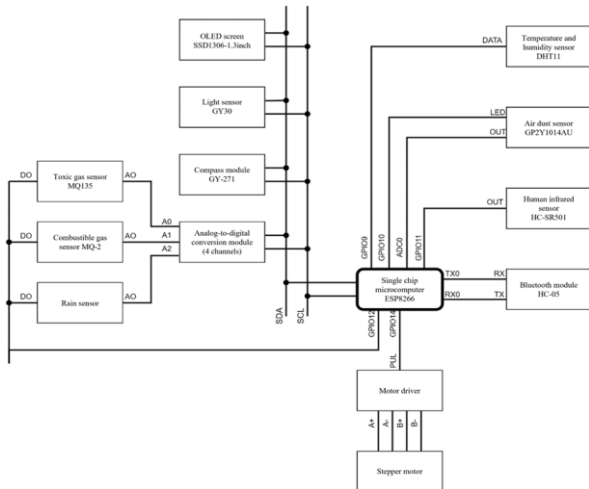 OLED screen
SSD1306-1.3inch
Light sensor
GY30
Compass module
GY-271
DO
Toxic gas sensor
MQ135
AO
DO
Combustible gas
sensor MQ-2
AO
DO
Rain sensor
AO
A0
A1
A2
Analog-to-digital
conversion module
(4 channels)
SDA
SCL
DATA
Temperature and
humidity sensor
DHT11
LED
OUT
Air dust sensor
GP2Y1014AU
OUT
Human infrared
sensor
HC-SR501
GPIO9
GPIO10
ADC0
GPIO11
Single chip
microcomputer
ESP8266
TX0
RX0
RX
TX
Bluetooth module
HC-05
GPIO12
GPIO14
PUL
Motor driver
A+
A-
B+
B-
Stepper motor